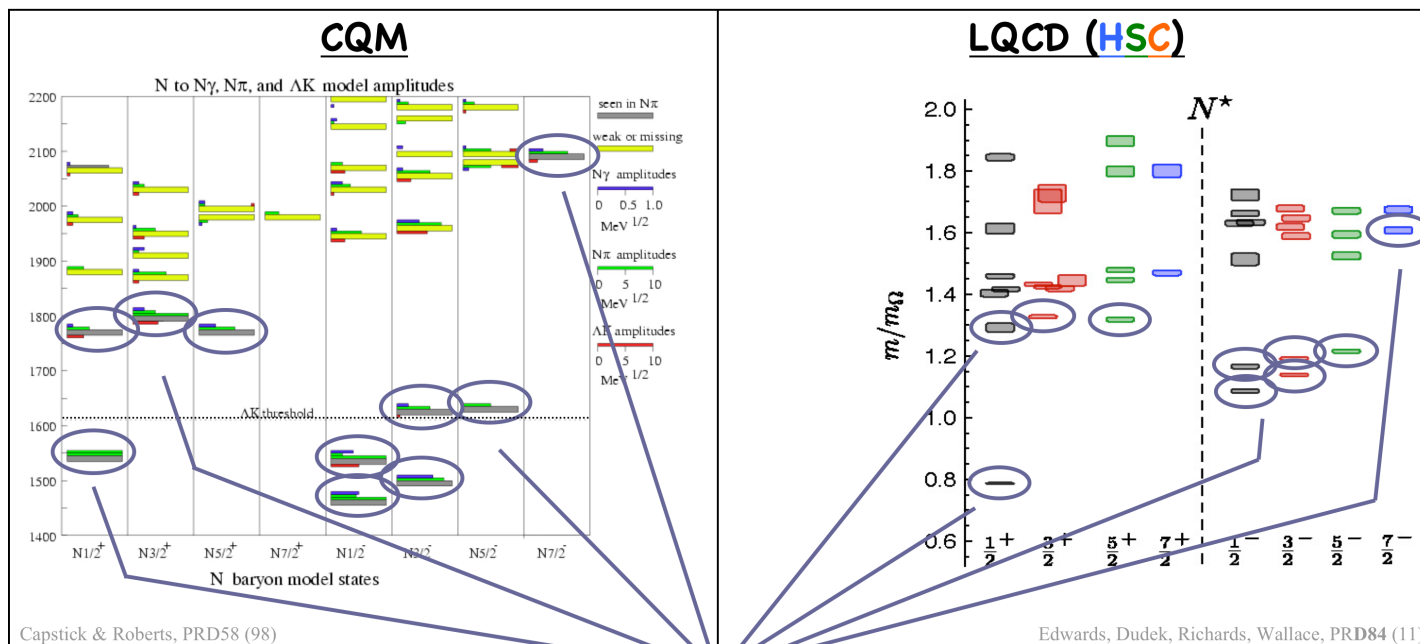 CQM
N to Nγ, Nπ, and ΛK model amplitudes
2200
2100
2000
1900
1800
1700
1600
1500
1400
seen in Nπ
weak or missing
Nγ amplitudes
0 0.5 1.0
MeV 1/2
Nπ amplitudes
0 5 10
MeV 1/2
ΛK amplitudes
0 5 10
MeV 1/2
ΛK threshold
N1/2+ N3/2+ N5/2+ N7/2+ N1/2 N3/2 N5/2 N7/2
N baryon model states
Capstick & Roberts, PRD58 (98)
LQCD (HSC)
N*
2.0
1.8
1.6
1.4
1.2
1.0
0.8
0.6
m/mΩ
1/2+ 3/2+ 5/2+ 7/2+ 1/2− 3/2− 5/2− 7/2−
Edwards, Dudek, Richards, Wallace, PRD84 (11)